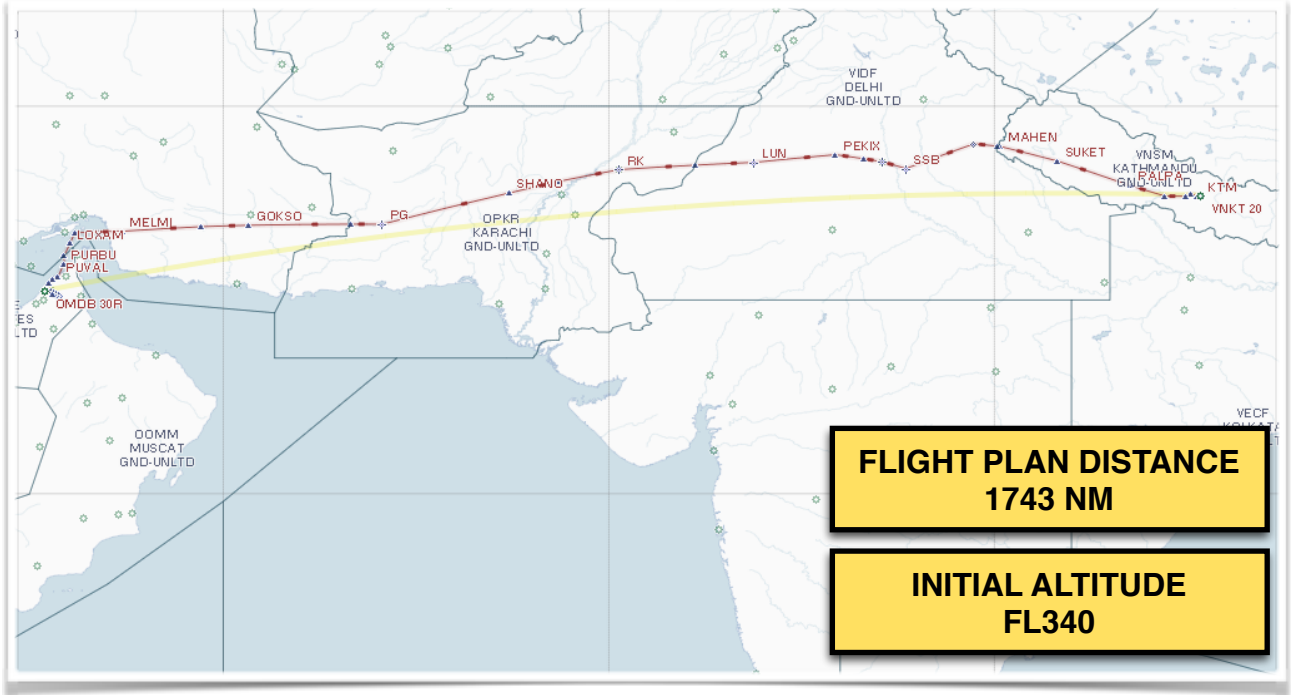 VIDF
DELHI
GND-UNLTD
MAHEN
PEKIX
LUN
SSB
SUKET
VNSM
KATHMANDU
GND-UNLTD
RK
SHANO
KTM
VNKT 20
PG
OPKR
KARACHI
GND-UNLTD
GOKSO
MELMI
LOXAM
PURBU
PUVAL
OMDB 30R
ES
LTD
OOMM
MUSCAT
GND-UNLTD
VECF
FLIGHT PLAN DISTANCE
1743 NM
INITIAL ALTITUDE
FL340